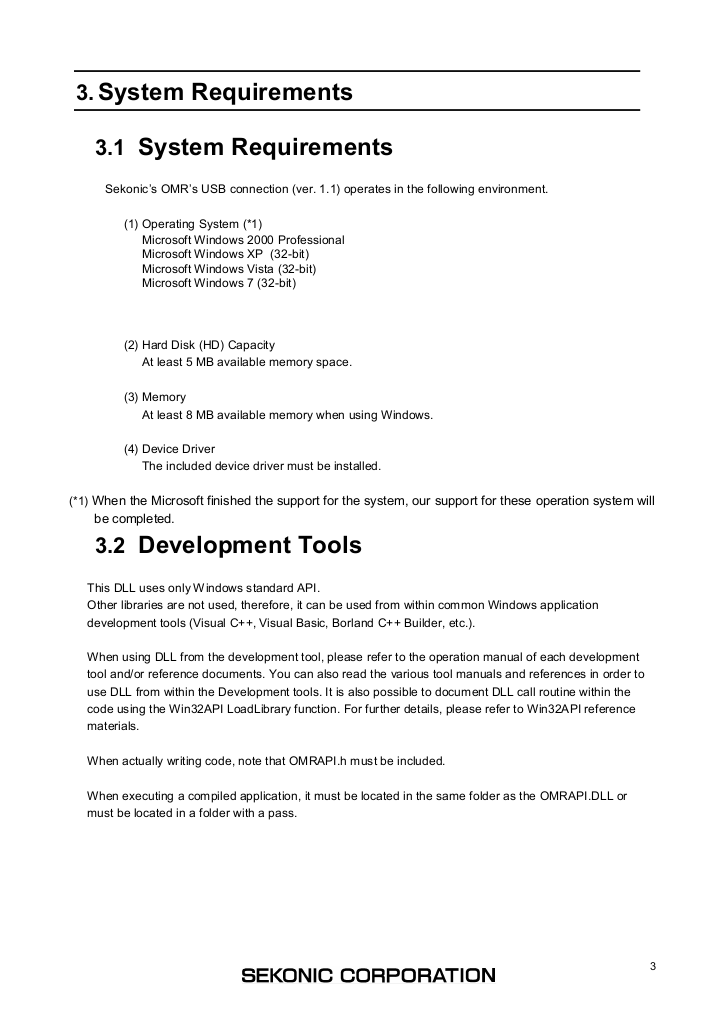 3. System Requirements
3.1 System Requirements
Sekonic's OMR's USB connection (ver. 1.1) operates in the following environment.
(1) Operating System (*1)
Microsoft Windows 2000 Professional
Microsoft Windows XP (32-bit)
Microsoft Windows Vista (32-bit)
Microsoft Windows 7 (32-bit)
(2) Hard Disk (HD) Capacity
At least 5 MB available memory space.
(3) Memory
At least 8 MB available memory when using Windows.
(4) Device Driver
The included device driver must be installed.
(*1) When the Microsoft finished the support for the system, our support for these operation system will
be completed.
3.2 Development Tools
This DLL uses only Windows standard API.
Other libraries are not used, therefore, it can be used from within common Windows application
development tools (Visual C++, Visual Basic, Borland C++ Builder, etc.).
When using DLL from the development tool, please refer to the operation manual of each development
tool and/or reference documents. You can also read the various tool manuals and references in order to
use DLL from within the Development tools. It is also possible to document DLL call routine within the
code using the Win32API LoadLibrary function. For further details, please refer to Win32API reference
materials.
When actually writing code, note that OMRAPI.h must be included.
When executing a compiled application, it must be located in the same folder as the OMRAPI.DLL or
must be located in a folder with a pass.
3
SEKONIC CORPORATION